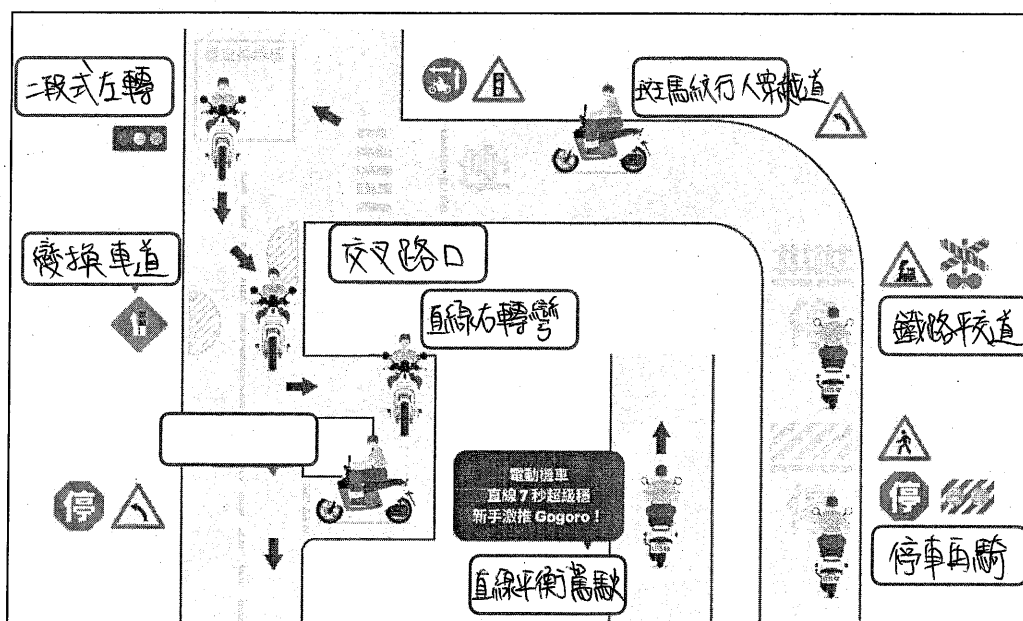 二段式左轉
斑馬紋行人穿越道
變換車道
交叉路口
直線右轉彎
鐵路平交道
停
電動機車
直線7秒超級穩
新手激推 Gogoro！
停
停車再騎
直線平衡駕駛